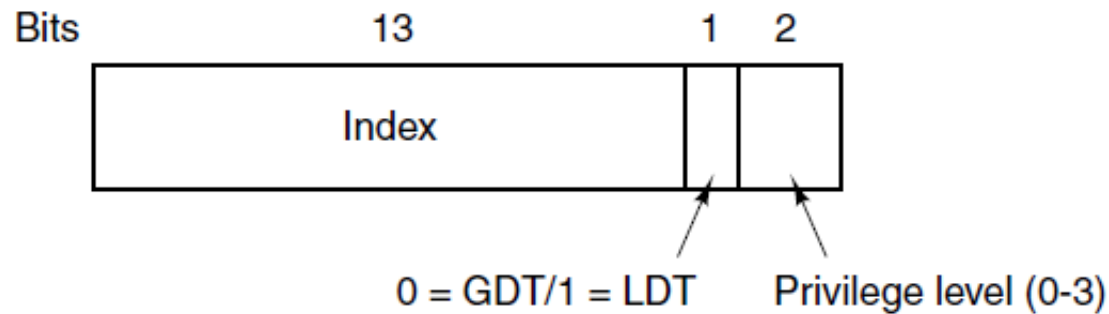 Bits 13 1 2
Index
0 = GDT/1 = LDT Privilege level (0-3)